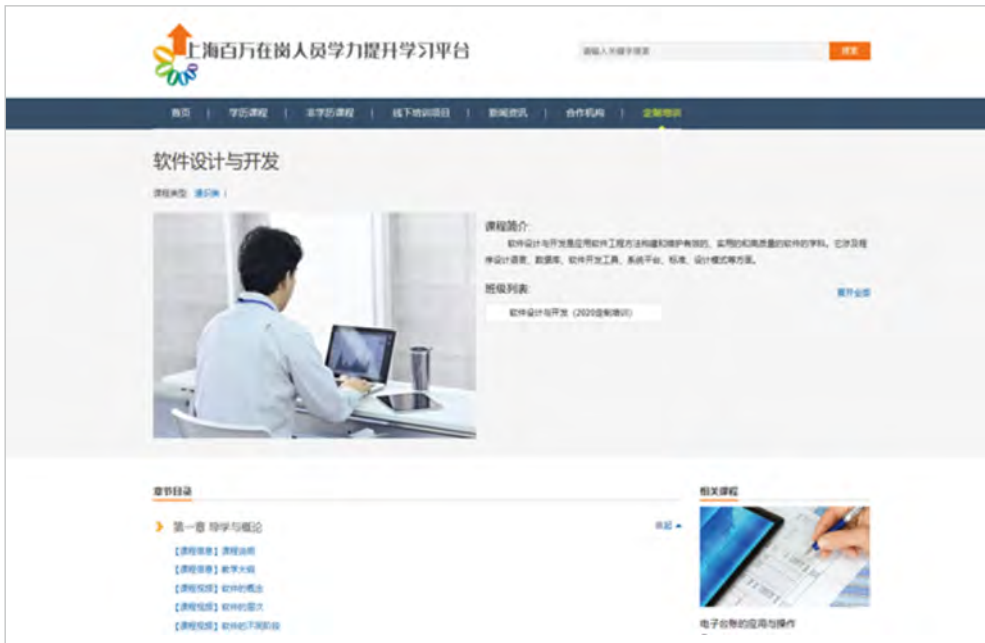 上海百万在岗人员学力提升学习平台
请输入关键字搜索
搜索
首页 | 学历课程 | 非学历课程 | 线下培训项目 | 新闻资讯 | 合作机构 | 定制培训
软件设计与开发
课程类型: 通识类 |
课程简介:
软件设计与开发是应用软件工程方法构建和维护有效的、实用的和高质量的软件的学科。它涉及程
序设计语言、数据库、软件开发工具、系统平台、标准、设计模式等方面。
班级列表:
展开全部
软件设计与开发(2020定制培训)
章节目录
第一章 导学与概论
收起
【课程信息】课程说明
【课程信息】教学大纲
【课程视频】软件的概念
【课程视频】软件的层次
【课程视频】软件的不同阶段
相关课程
电子台账的应用与操作